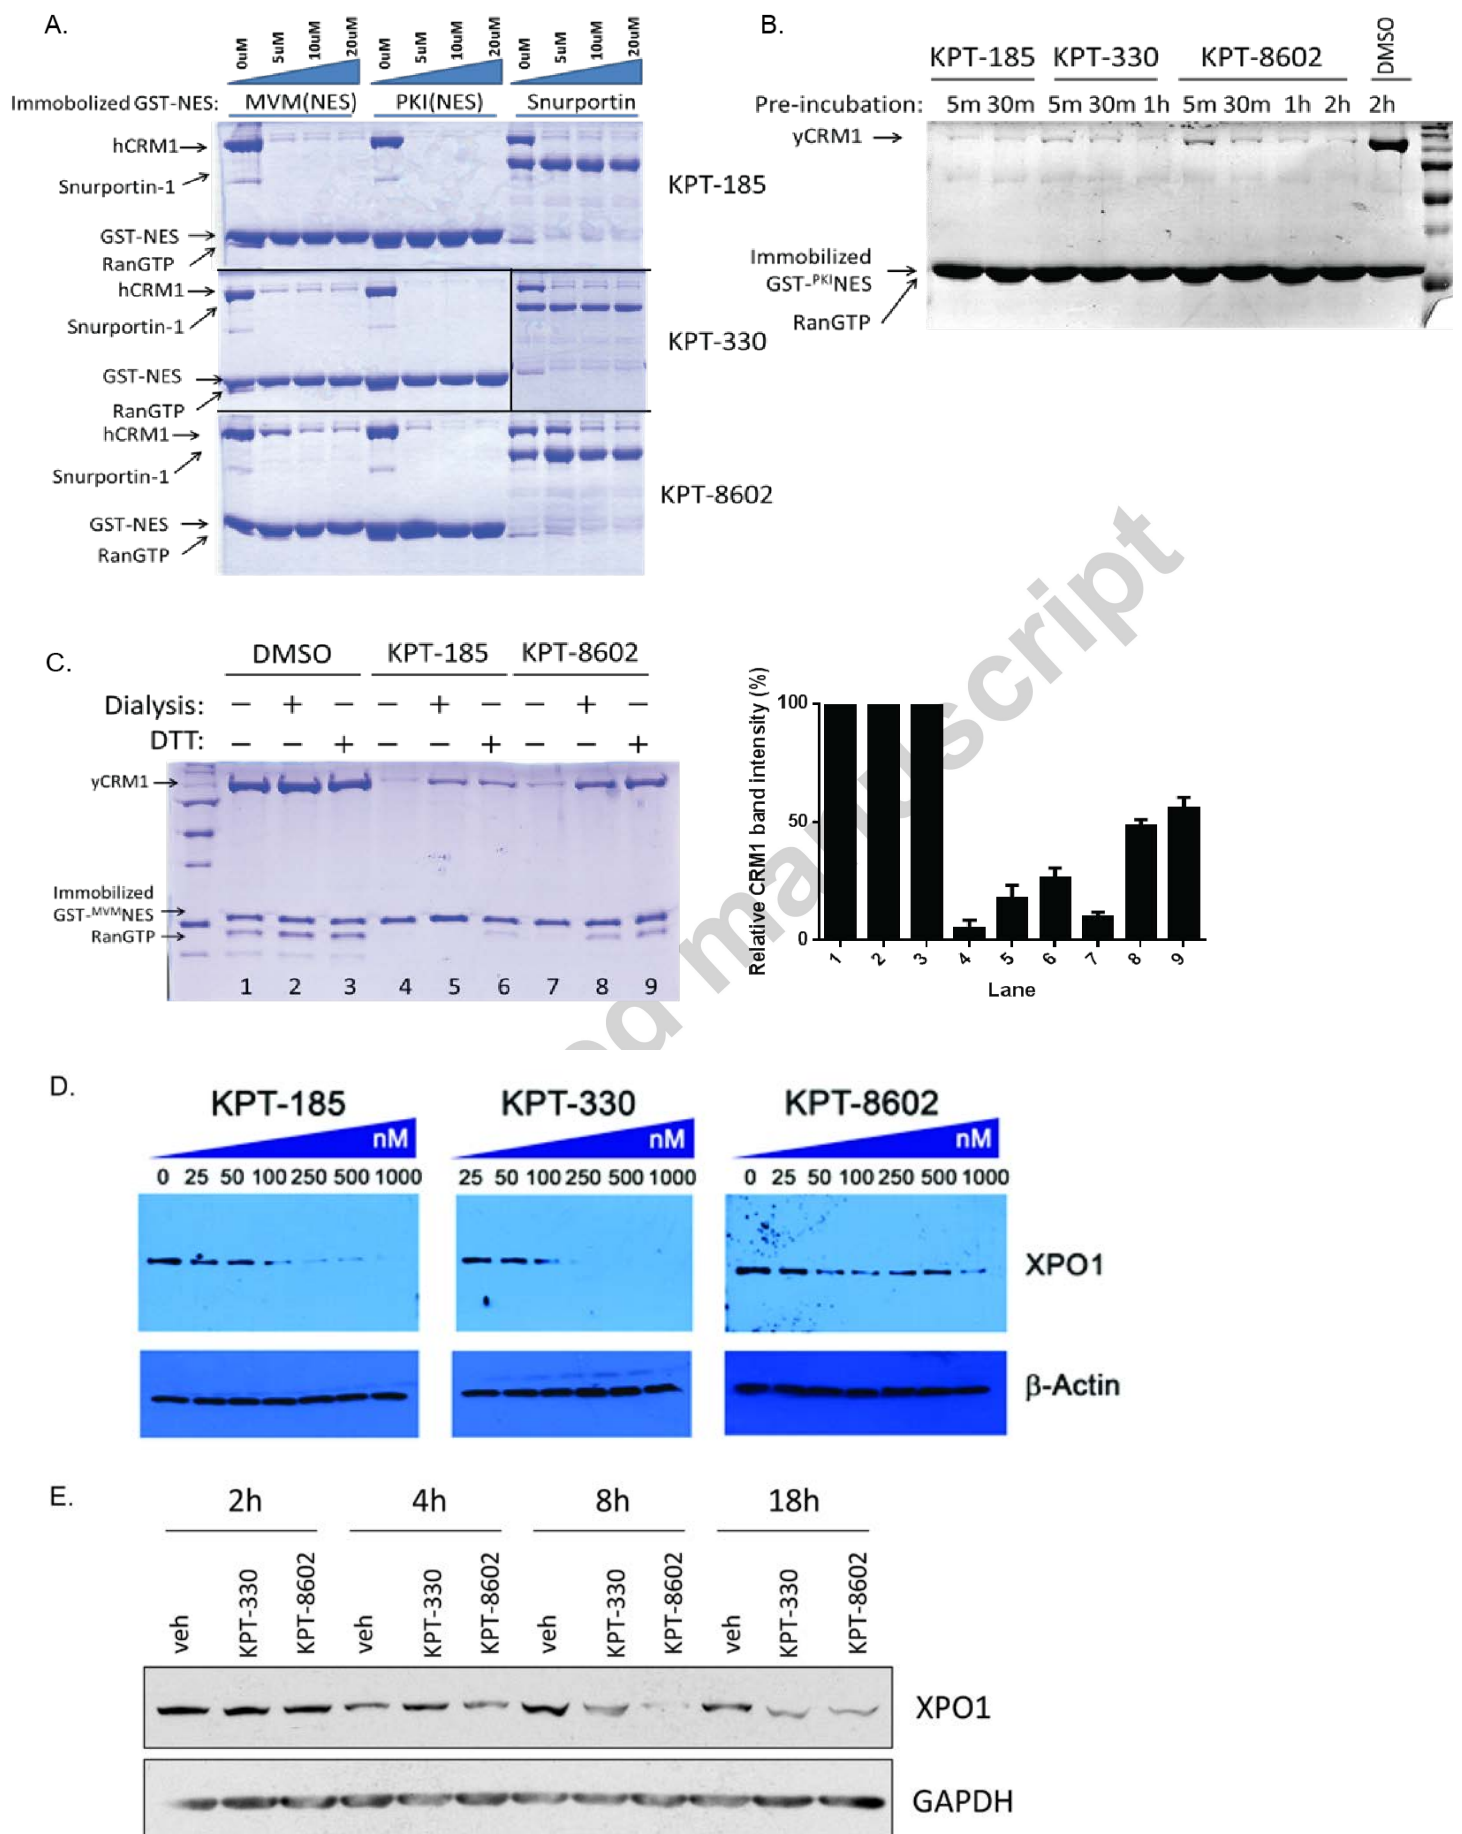 A.
0uM 5uM 10uM 20uM 0uM 5uM 10uM 20uM 0uM 5uM 10uM 20uM
Immobolized GST-NES: MVM(NES) PKI(NES) Snurportin
hCRM1
Snurportin-1
GST-NES
RanGTP
KPT-185
hCRM1
Snurportin-1
GST-NES
RanGTP
KPT-330
hCRM1
Snurportin-1
GST-NES
RanGTP
KPT-8602
B.
KPT-185 KPT-330 KPT-8602 DMSO
Pre-incubation: 5m 30m 5m 30m 1h 5m 30m 1h 2h 2h
yCRM1
Immobilized
GST-PKINES
RanGTP
C.
DMSO KPT-185 KPT-8602
Dialysis: − + − − + − − + −
DTT: − − + − − + − − +
yCRM1
Immobilized
GST-MVMNES
RanGTP
1 2 3 4 5 6 7 8 9
Relative CRM1 band intensity (%)
100
50
0
1 2 3 4 5 6 7 8 9
Lane
ed manuscript
D.
KPT-185 KPT-330 KPT-8602
nM nM nM
0 25 50 100 250 500 1000 25 50 100 250 500 1000 0 25 50 100 250 500 1000
XPO1
β-Actin
E.
2h 4h 8h 18h
veh KPT-330 KPT-8602 veh KPT-330 KPT-8602 veh KPT-330 KPT-8602 veh KPT-330 KPT-8602
XPO1
GAPDH